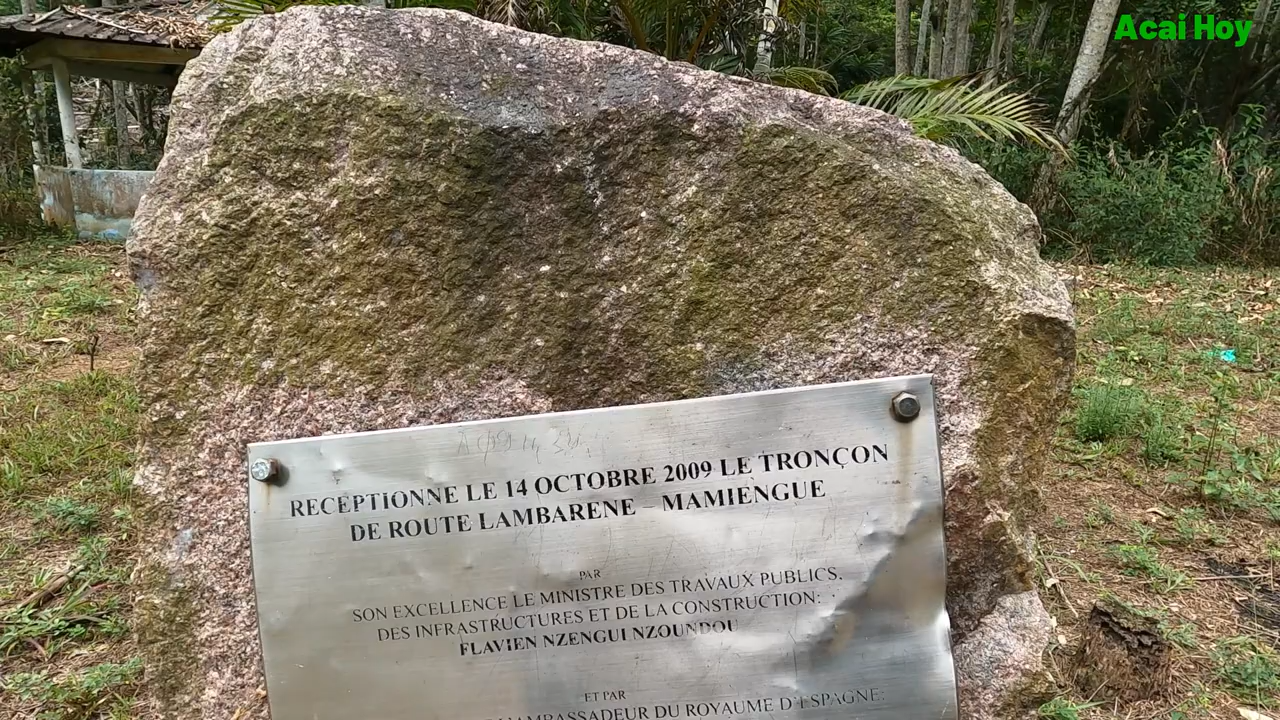 Acai Hoy
RECEPTIONNE LE 14 OCTOBRE 2009 LE TRONÇON
DE ROUTE LAMBARENE – MAMIENGUE
PAR
SON EXCELLENCE LE MINISTRE DES TRAVAUX PUBLICS,
DES INFRASTRUCTURES ET DE LA CONSTRUCTION:
FLAVIEN NZENGUI NZOUNDOU
ET PAR
L'AMBASSADEUR DU ROYAUME D'ESPAGNE: